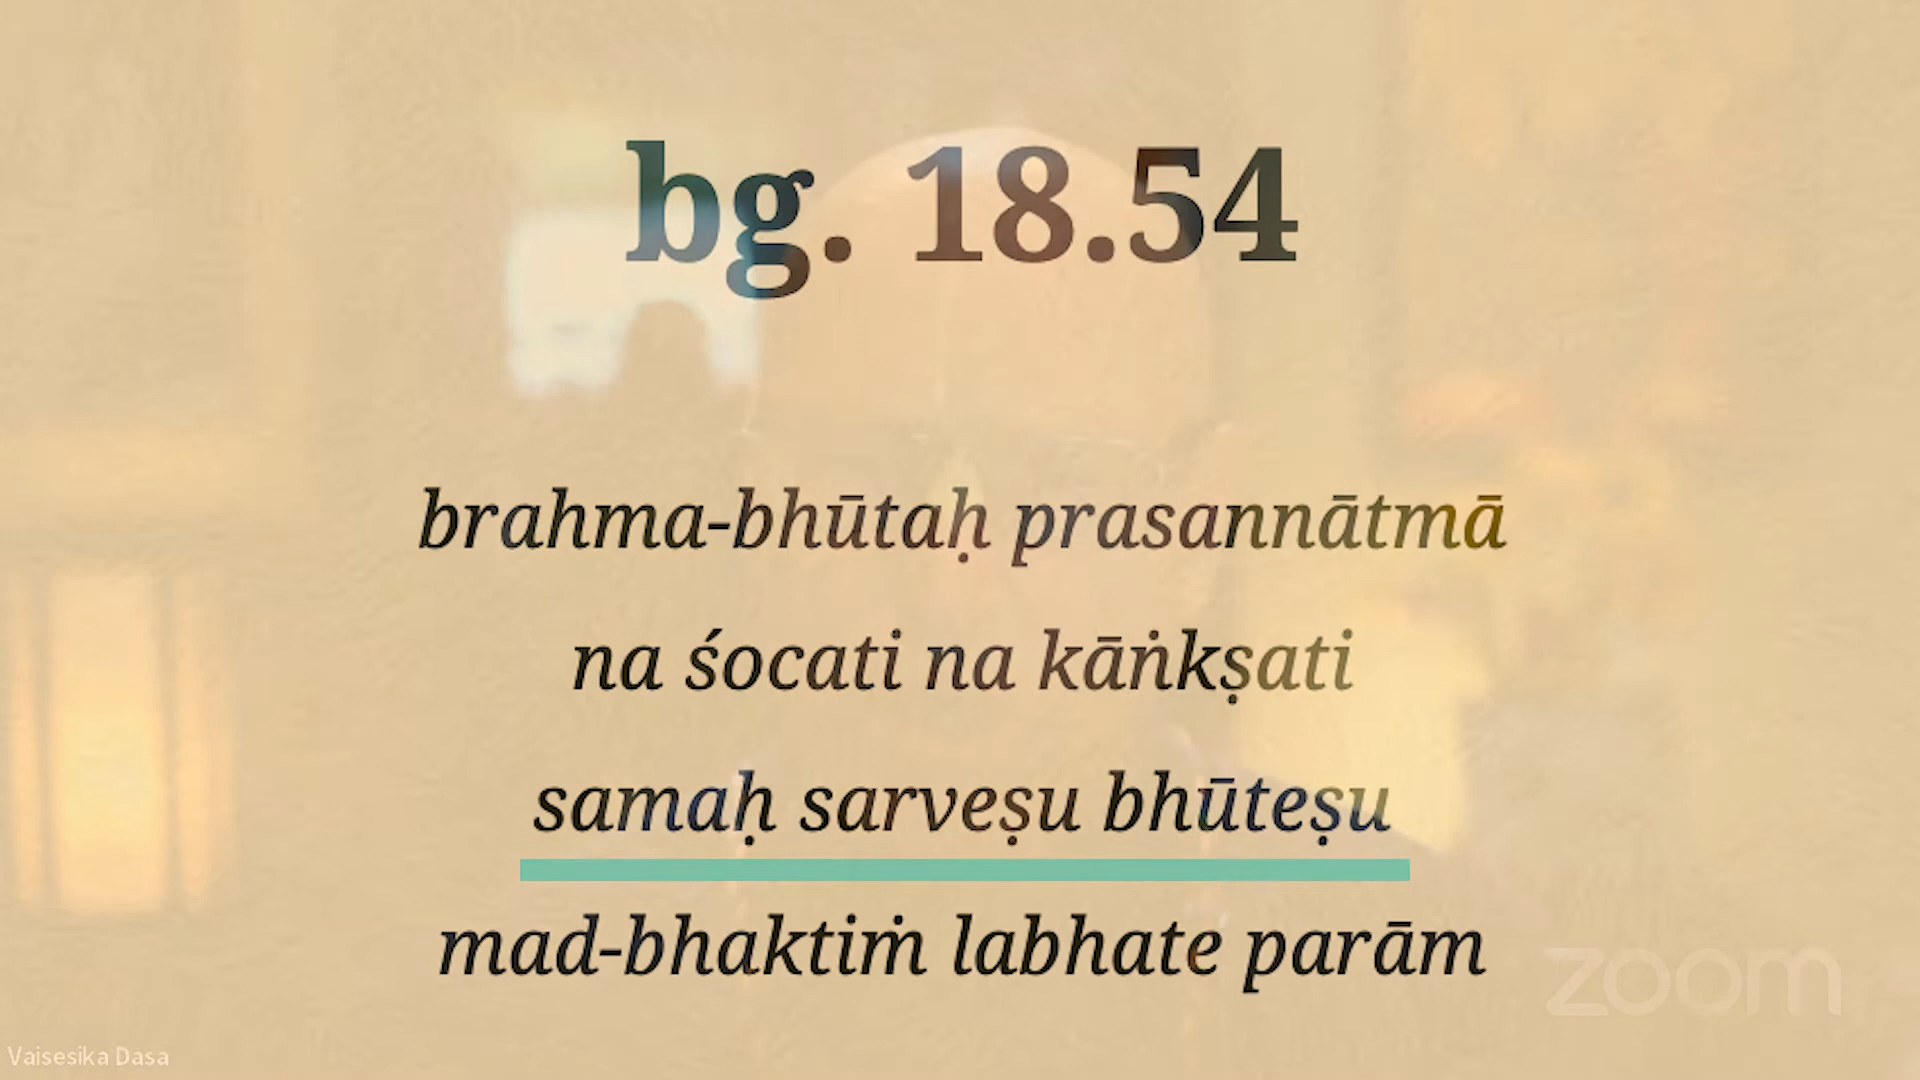 bg. 18.54
brahma-bhūtaḥ prasannātmā
na śocati na kāṅkṣati
samaḥ sarveṣu bhūteṣu
mad-bhaktiṁ labhate parām
zoom
Vaisesika Dasa